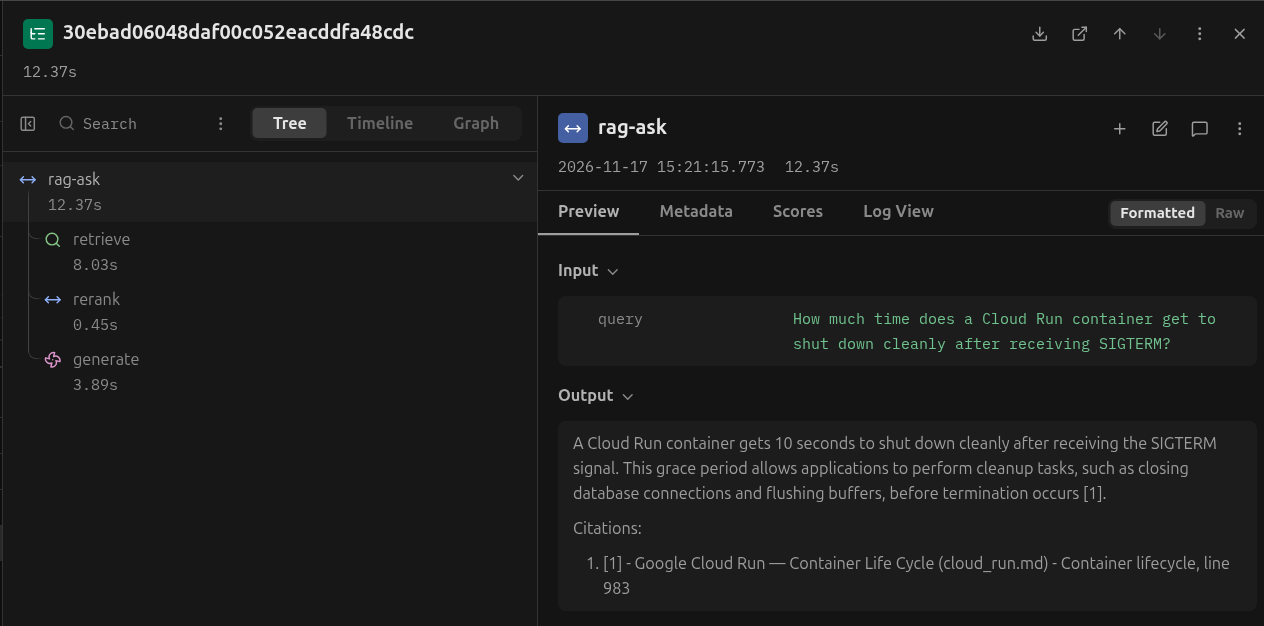 30ebad06048daf00c052eacddfa48cdc
12.37s
Search
Tree
Timeline
Graph
rag-ask
12.37s
retrieve
8.03s
rerank
0.45s
generate
3.89s
rag-ask
2026-11-17 15:21:15.773 12.37s
Preview
Metadata
Scores
Log View
Formatted
Raw
Input
query
How much time does a Cloud Run container get to
shut down cleanly after receiving SIGTERM?
Output
A Cloud Run container gets 10 seconds to shut down cleanly after receiving the SIGTERM
signal. This grace period allows applications to perform cleanup tasks, such as closing
database connections and flushing buffers, before termination occurs [1].
Citations:
1. [1] - Google Cloud Run — Container Life Cycle (cloud_run.md) - Container lifecycle, line
983